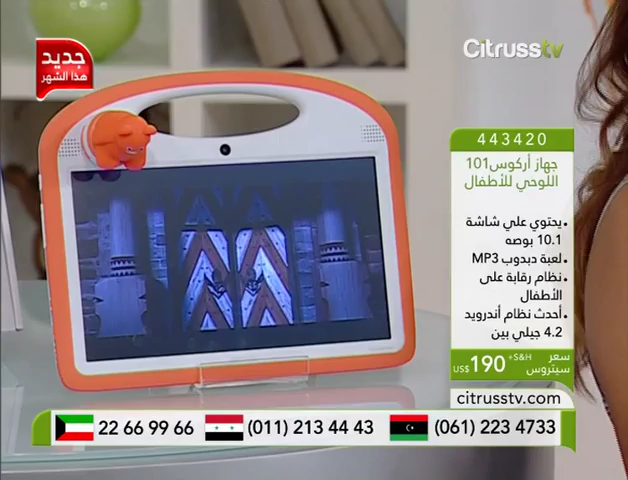 جديد
هذا الشهر
Citrusstv
443420
جهاز أركوس101
اللوحي للأطفال
•يحتوي علي شاشة
10.1 بوصه
•لعبة دبدوب MP3
•نظام رقابة على
الأطفال
•أحدث نظام أندرويد
4.2 جيلي بين
سعر
سيتروس
190 +S&H
US$
citrusstv.com
22 66 99 66
(011) 213 44 43
(061) 223 4733